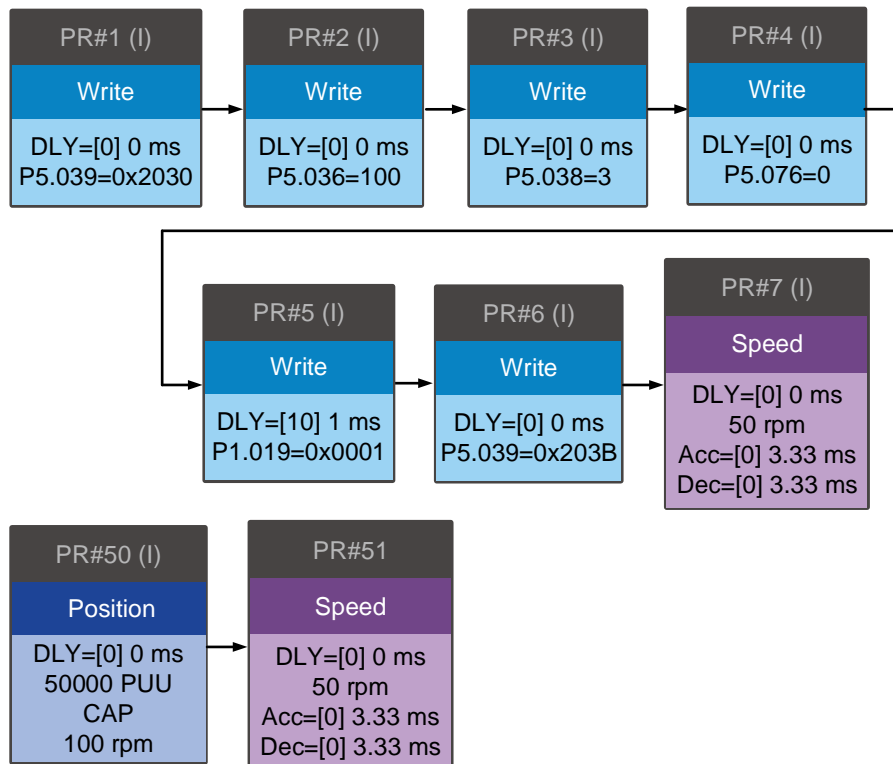 PR#1 (I)
Write
DLY=[0] 0 ms
P5.039=0x2030
PR#2 (I)
Write
DLY=[0] 0 ms
P5.036=100
PR#3 (I)
Write
DLY=[0] 0 ms
P5.038=3
PR#4 (I)
Write
DLY=[0] 0 ms
P5.076=0
PR#5 (I)
Write
DLY=[10] 1 ms
P1.019=0x0001
PR#6 (I)
Write
DLY=[0] 0 ms
P5.039=0x203B
PR#7 (I)
Speed
DLY=[0] 0 ms
50 rpm
Acc=[0] 3.33 ms
Dec=[0] 3.33 ms
PR#50 (I)
Position
DLY=[0] 0 ms
50000 PUU
CAP
100 rpm
PR#51
Speed
DLY=[0] 0 ms
50 rpm
Acc=[0] 3.33 ms
Dec=[0] 3.33 ms